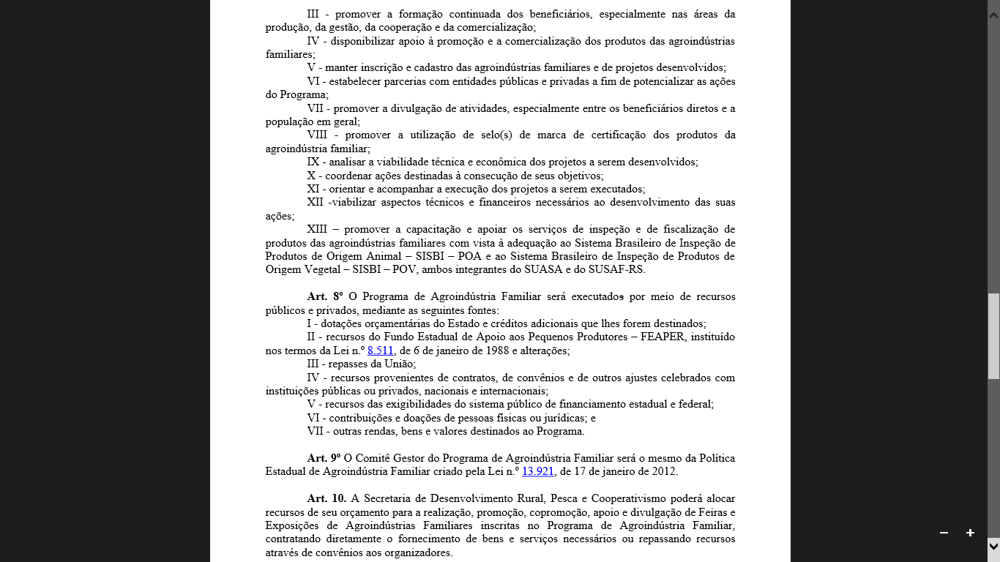 III - promover a formação continuada dos beneficiários, especialmente nas áreas da
produção, da gestão, da cooperação e da comercialização;
IV - disponibilizar apoio à promoção e a comercialização dos produtos das agroindústrias
familiares;
V - manter inscrição e cadastro das agroindústrias familiares e de projetos desenvolvidos;
VI - estabelecer parcerias com entidades públicas e privadas a fim de potencializar as ações
do Programa;
VII - promover a divulgação de atividades, especialmente entre os beneficiários diretos e a
população em geral;
VIII - promover a utilização de selo(s) de marca de certificação dos produtos da
agroindústria familiar;
IX - analisar a viabilidade técnica e econômica dos projetos a serem desenvolvidos;
X - coordenar ações destinadas à consecução de seus objetivos;
XI - orientar e acompanhar a execução dos projetos a serem executados;
XII -viabilizar aspectos técnicos e financeiros necessários ao desenvolvimento das suas
ações;
XIII – promover a capacitação e apoiar os serviços de inspeção e de fiscalização de
produtos das agroindústrias familiares com vista à adequação ao Sistema Brasileiro de Inspeção de
Produtos de Origem Animal – SISBI – POA e ao Sistema Brasileiro de Inspeção de Produtos de
Origem Vegetal – SISBI – POV, ambos integrantes do SUASA e do SUSAF-RS.
Art. 8º O Programa de Agroindústria Familiar será executados por meio de recursos
públicos e privados, mediante as seguintes fontes:
I - dotações orçamentárias do Estado e créditos adicionais que lhes forem destinados;
II - recursos do Fundo Estadual de Apoio aos Pequenos Produtores – FEAPER, instituído
nos termos da Lei n.º 8.511, de 6 de janeiro de 1988 e alterações;
III - repasses da União;
IV - recursos provenientes de contratos, de convênios e de outros ajustes celebrados com
instituições públicas ou privados, nacionais e internacionais;
V - recursos das exigibilidades do sistema público de financiamento estadual e federal;
VI - contribuições e doações de pessoas físicas ou jurídicas; e
VII - outras rendas, bens e valores destinados ao Programa.
Art. 9º O Comitê Gestor do Programa de Agroindústria Familiar será o mesmo da Política
Estadual de Agroindústria Familiar criado pela Lei n.º 13.921, de 17 de janeiro de 2012.
Art. 10. A Secretaria de Desenvolvimento Rural, Pesca e Cooperativismo poderá alocar
recursos de seu orçamento para a realização, promoção, copromoção, apoio e divulgação de Feiras e
Exposições de Agroindústrias Familiares inscritas no Programa de Agroindústria Familiar,
contratando diretamente o fornecimento de bens e serviços necessários ou repassando recursos
através de convênios aos organizadores.